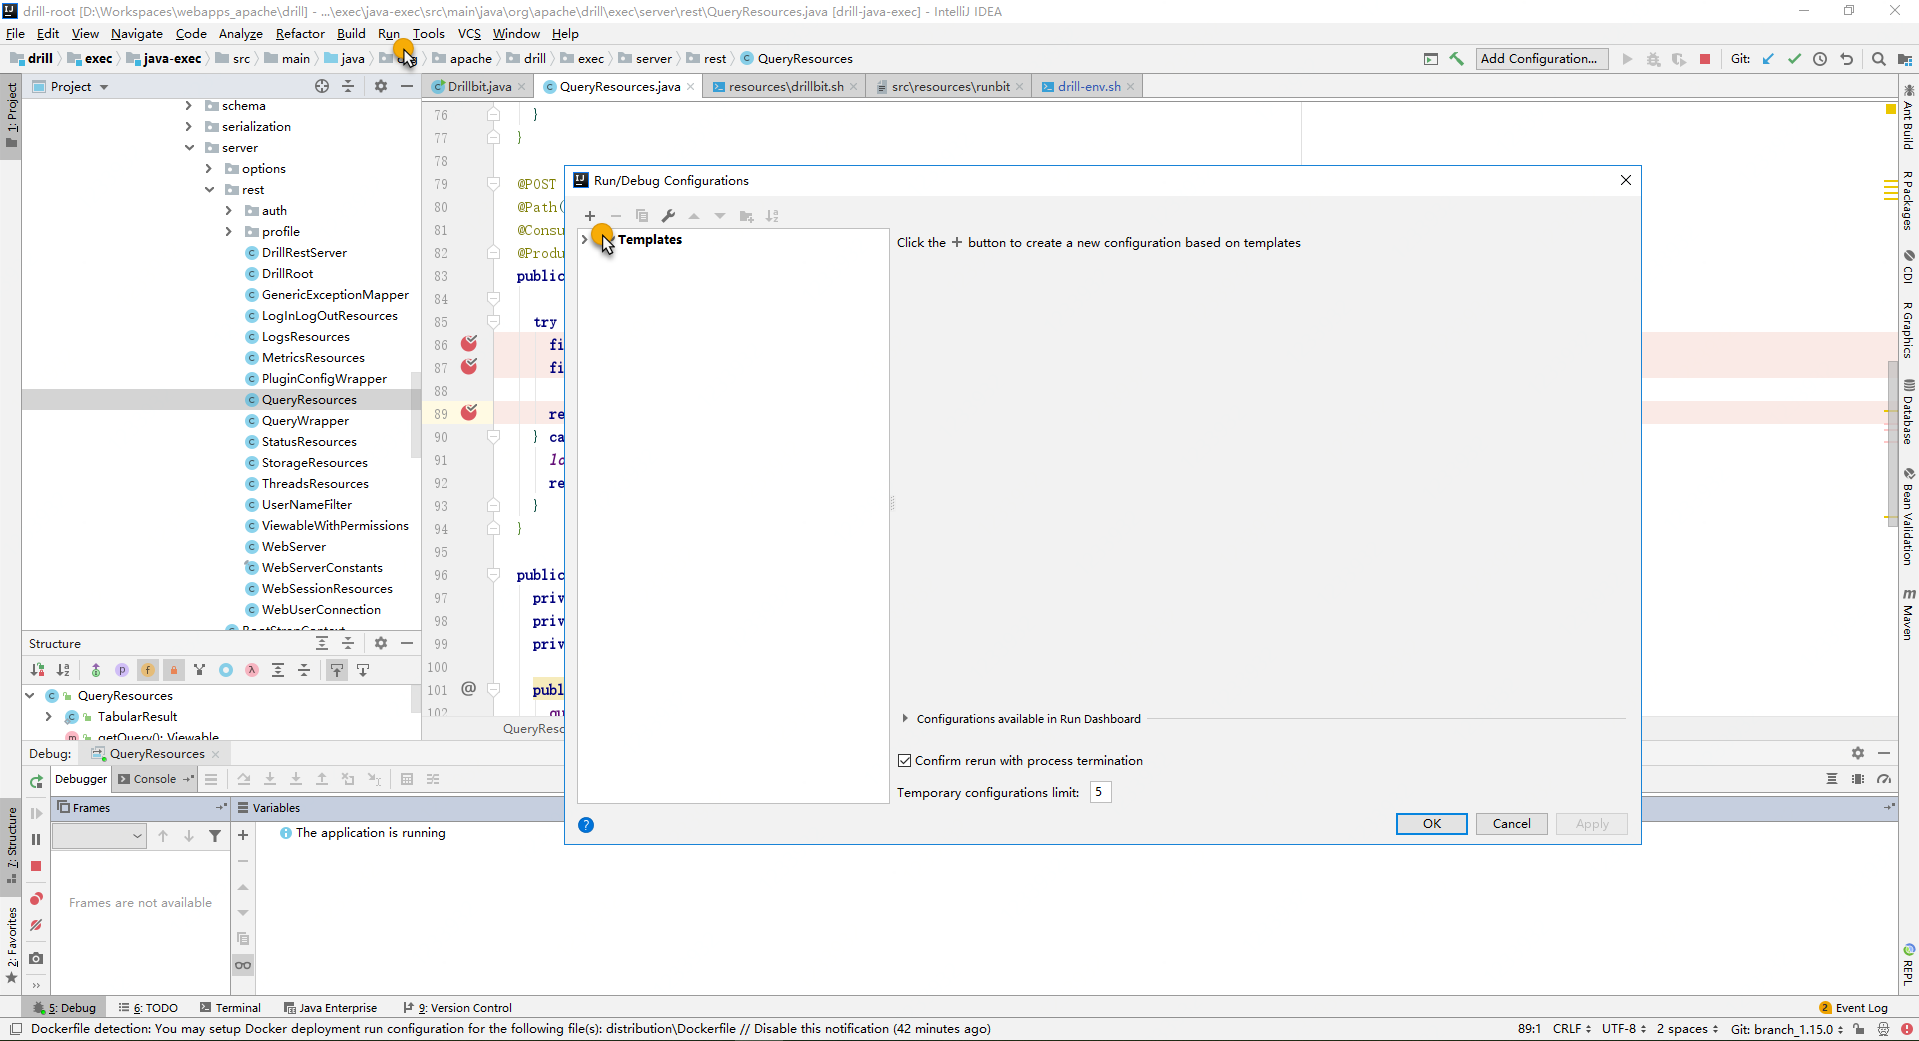 drill-root [D:\Workspaces\webapps_apache\drill] - ...\exec\java-exec\src\main\java\org\apache\drill\exec\server\rest\QueryResources.java [drill-java-exec] - IntelliJ IDEA
File Edit View Navigate Code Analyze Refactor Build Run Tools VCS Window Help
drill exec java-exec src main java apache drill exec server rest QueryResources
Add Configuration...
Git:
1: Project
Project
Drillbit.java
QueryResources.java
resources\drillbit.sh
src\resources\runbit
drill-env.sh
schema
serialization
server
options
rest
auth
profile
DrillRestServer
DrillRoot
GenericExceptionMapper
LogInLogOutResources
LogsResources
MetricsResources
PluginConfigWrapper
QueryResources
QueryWrapper
StatusResources
StorageResources
ThreadsResources
UserNameFilter
ViewableWithPermissions
WebServer
WebServerConstants
WebSessionResources
WebUserConnection
76 }
77 }
78
79 @POST
80 @Path(
81 @Consu
82 @Produ
83 public
84
85 try
86 fi
87 fi
88
89 re
90 } ca
91 lo
92 re
93 }
94 }
95
96 public
97 priv
98 priv
99 priv
100
101 @ publ
102 qu
QueryReso
Run/Debug Configurations
Templates
Click the + button to create a new configuration based on templates
Configurations available in Run Dashboard
Confirm rerun with process termination
Temporary configurations limit: 5
?
OK Cancel Apply
Structure
QueryResources
TabularResult
getQuery(): Viewable
Debug: QueryResources
Debugger Console
Frames
Variables
The application is running
Frames are not available
7: Structure
2: Favorites
Ant Build
R Packages
CDI
R Graphics
Database
Bean Validation
m Maven
REPL
5: Debug 6: TODO Terminal Java Enterprise 9: Version Control
2 Event Log
Dockerfile detection: You may setup Docker deployment run configuration for the following file(s): distribution\Dockerfile // Disable this notification (42 minutes ago)
89:1 CRLF UTF-8 2 spaces Git: branch_1.15.0